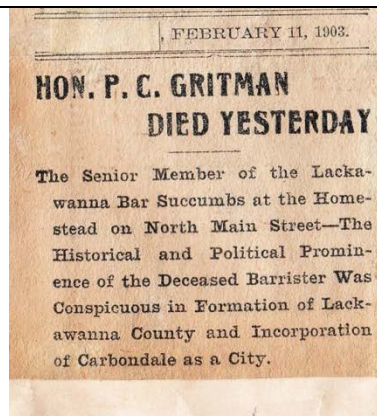 FEBRUARY 11, 1903.
HON. P. C. GRITMAN
DIED YESTERDAY
The Senior Member of the Lacka-
wanna Bar Succumbs at the Home-
stead on North Main Street—The
Historical and Political Promin-
ence of the Deceased Barrister Was
Conspicuous in Formation of Lack-
awanna County and Incorporation
of Carbondale as a City.